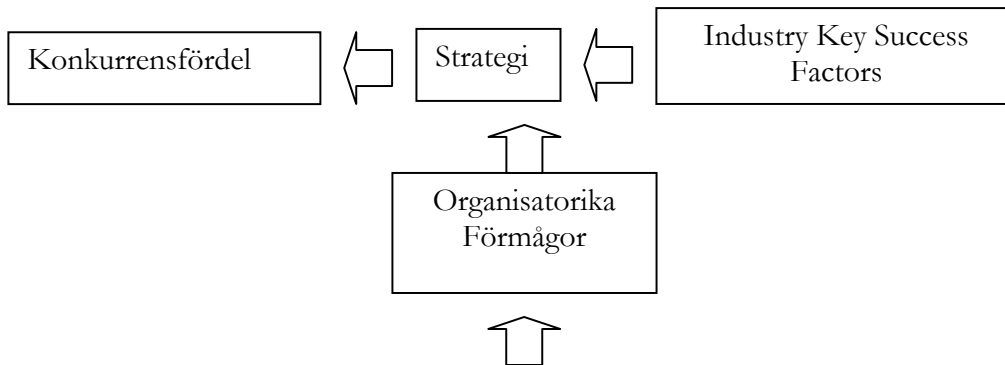 Konkurrensfördel
Strategi
Industry Key Success
Factors
Organisatorika
Förmågor